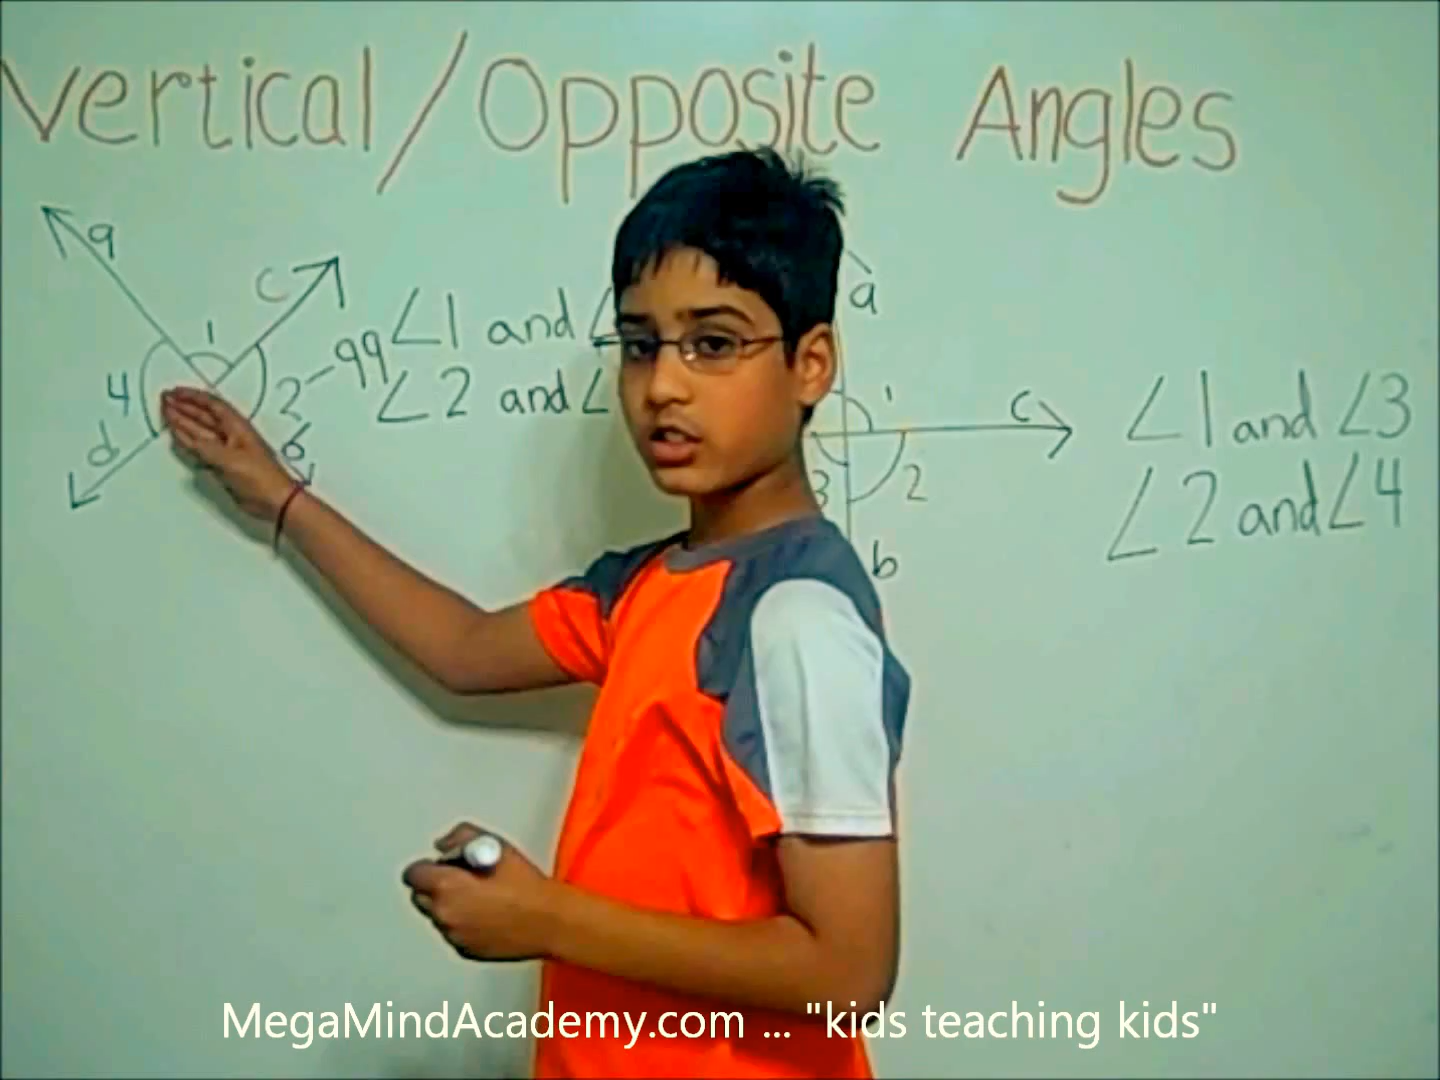 Vertical/Opposite Angles
a
c
1
4
2-99
d
b
∠1 and ∠
∠2 and ∠
a
1
c
3
2
b
∠1 and ∠3
∠2 and ∠4
MegaMindAcademy.com ... "kids teaching kids"